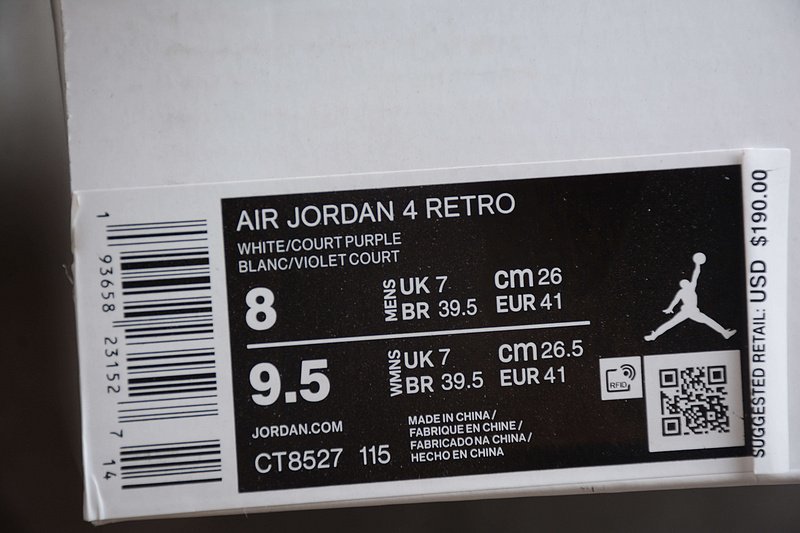 AIR JORDAN 4 RETRO
WHITE/COURT PURPLE
BLANC/VIOLET COURT
8
MENS
UK 7
BR 39.5
cm 26
EUR 41
9.5
WMNS
UK 7
BR 39.5
cm 26.5
EUR 41
RFID
JORDAN.COM
CT8527 115
MADE IN CHINA/
FABRIQUE EN CHINE/
FABRICADO NA CHINA/
HECHO EN CHINA
1 93658 23152 7 14
SUGGESTED RETAIL: USD $190.00